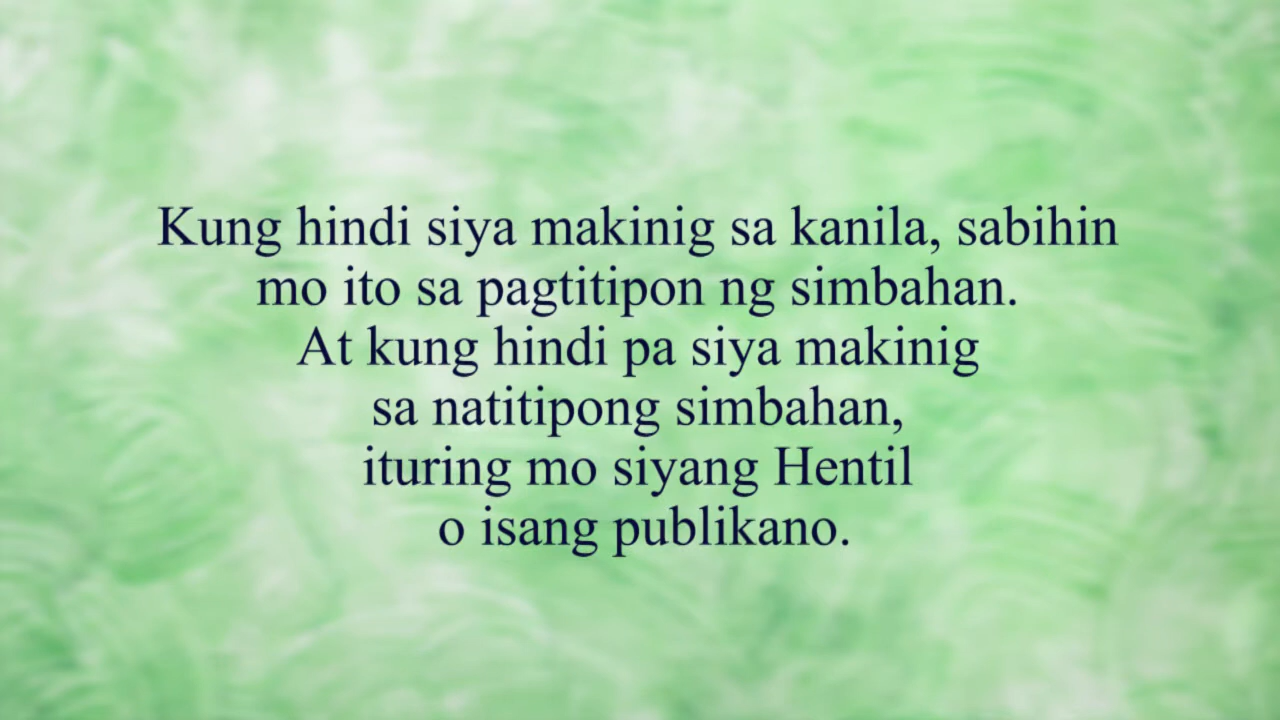 Kung hindi siya makinig sa kanila, sabihin
mo ito sa pagtitipon ng simbahan.
At kung hindi pa siya makinig
sa natitipong simbahan,
ituring mo siyang Hentil
o isang publikano.